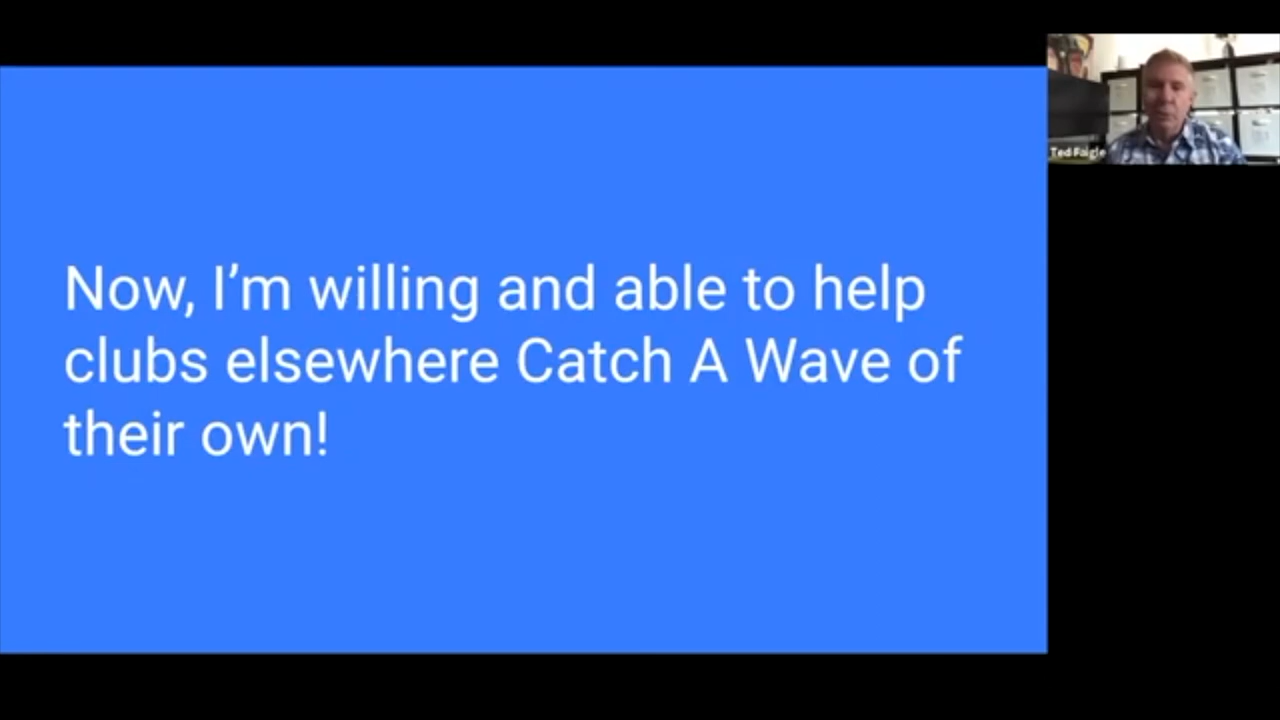 Now, I’m willing and able to help
clubs elsewhere Catch A Wave of
their own!
Ted Faigle